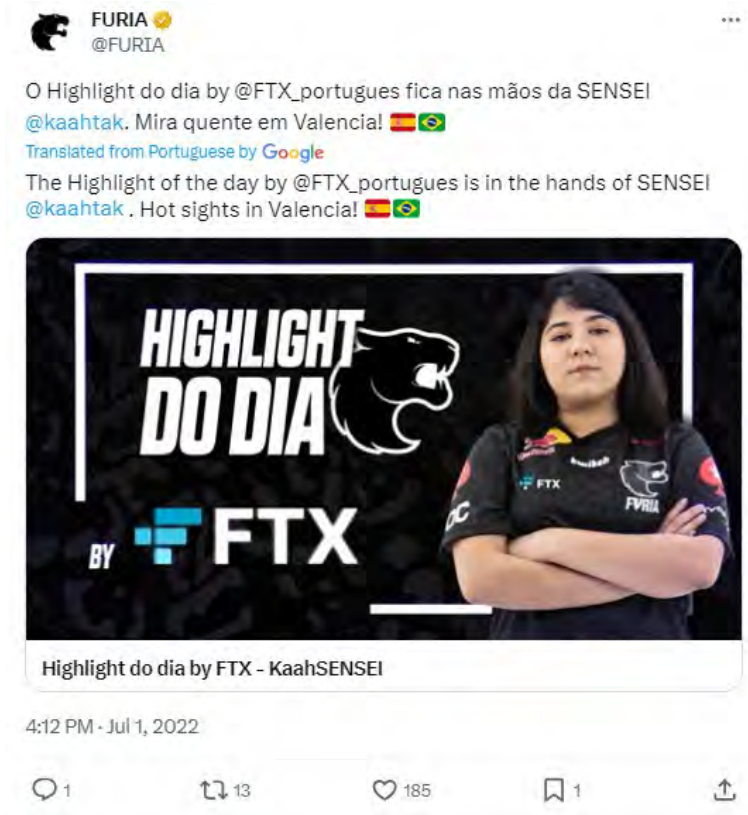 FURIA
@FURIA
O Highlight do dia by @FTX_portugues fica nas mãos da SENSEI
@kaahtak. Mira quente em Valencia! 🇪🇸🇧🇷
Translated from Portuguese by Google
The Highlight of the day by @FTX_portugues is in the hands of SENSEI
@kaahtak . Hot sights in Valencia! 🇪🇸🇧🇷
HIGHLIGHT
DO DIA
BY FTX
twitch
FTX
FURIA
Highlight do dia by FTX - KaahSENSEI
4:12 PM · Jul 1, 2022
1 13 185 1